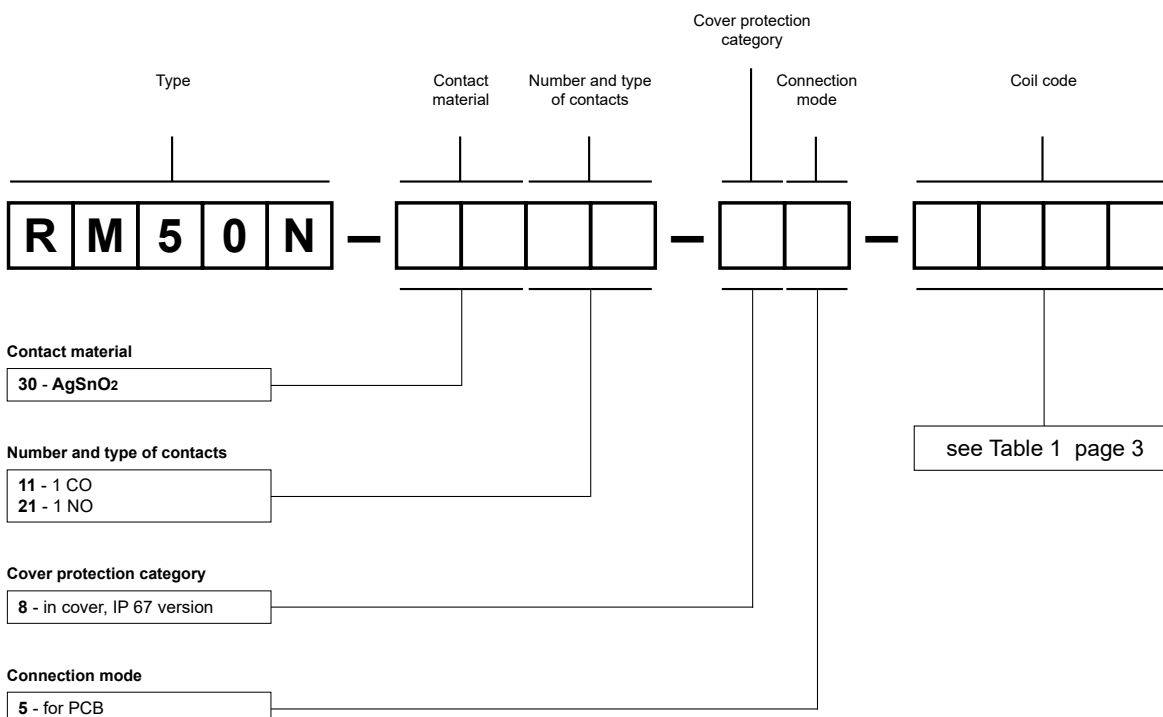 Cover protection
category
Type
Contact
material
Number and type
of contacts
Connection
mode
Coil code
R M 5 0 N – –  –
Contact material
30 - AgSnO2
Number and type of contacts
11 - 1 CO
21 - 1 NO
see Table 1 page 3
Cover protection category
8 - in cover, IP 67 version
Connection mode
5 - for PCB